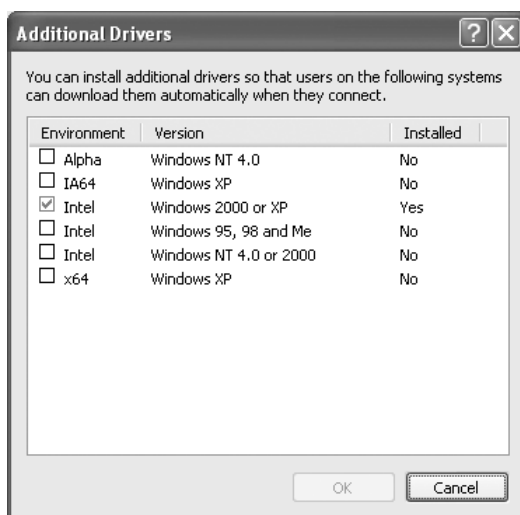 Additional Drivers
You can install additional drivers so that users on the following systems
can download them automatically when they connect.
Environment Version Installed
Alpha Windows NT 4.0 No
IA64 Windows XP No
Intel Windows 2000 or XP Yes
Intel Windows 95, 98 and Me No
Intel Windows NT 4.0 or 2000 No
x64 Windows XP No
OK Cancel